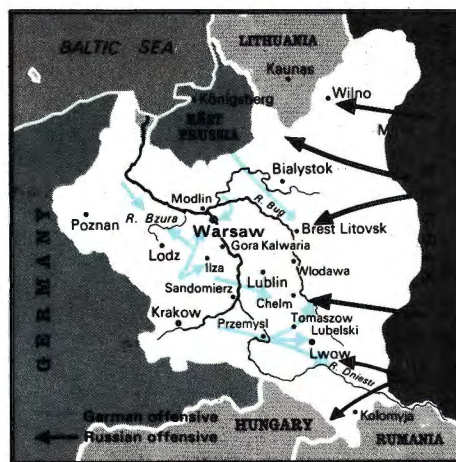 BALTIC SEA
LITHUANIA
Kaunas
Wilno
Königsberg
EAST
PRUSSIA
Bialystok
Modlin
R. Bug
R. Bzura
Poznan
Warsaw
Brest Litovsk
Gora Kalwaria
Lodz
Ilza
Wlodawa
Lublin
Sandomierz
Chelm
Krakow
Tomaszow
Lubelski
Przemysl
Lwow
R. Dniestr
GERMANY
German offensive
Russian offensive
HUNGARY
Kolomyja
RUMANIA